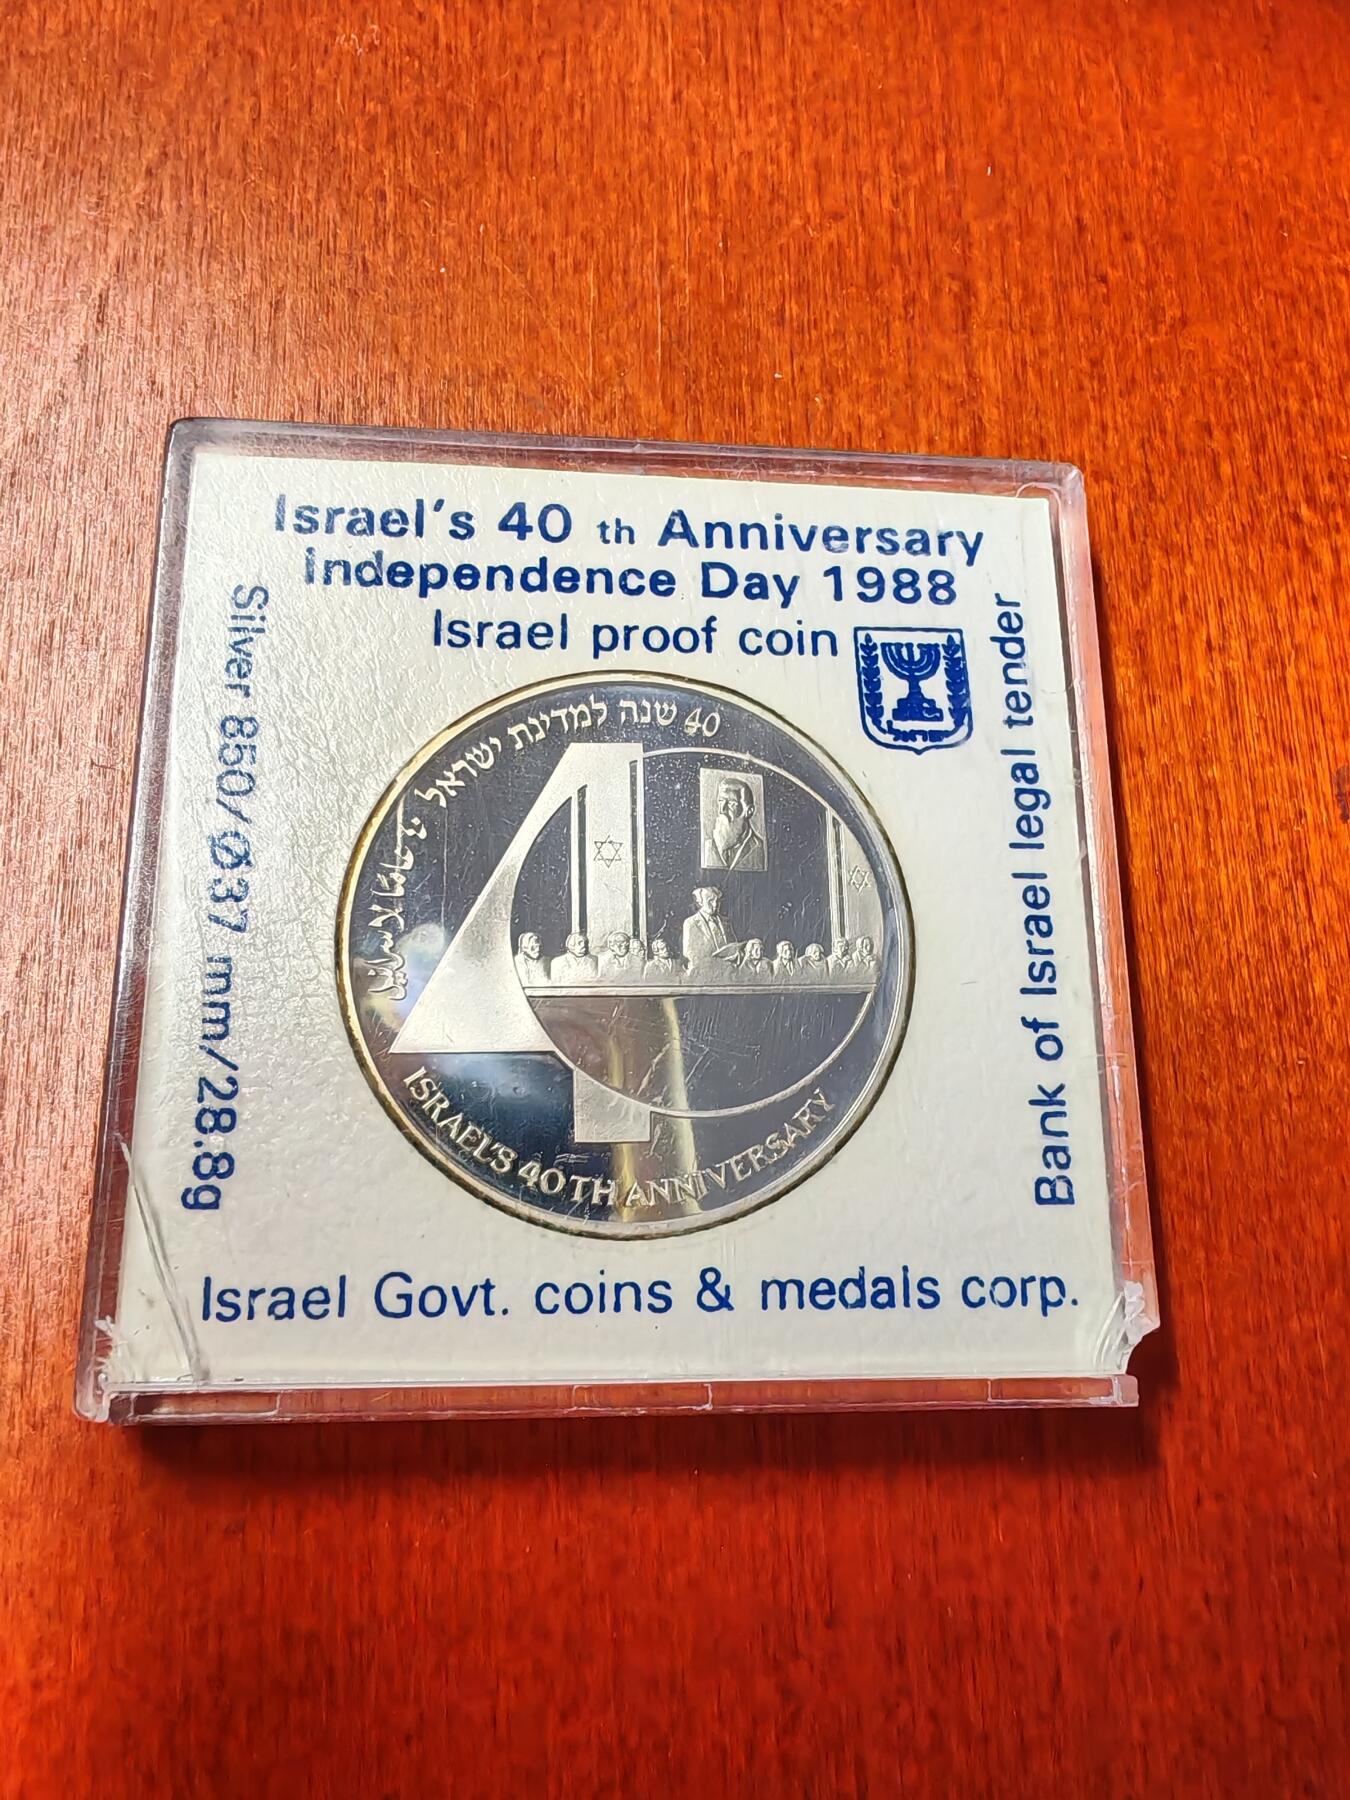 Israel's 40 th Anniversary
Independence Day 1988
Israel proof coin
ישראל
Silver 850/Ø37 mm/28.8g
Bank of Israel legal tender
40 שנה למדינת ישראל
ISRAEL'S 40TH ANNIVERSARY
Israel Govt. coins & medals corp.